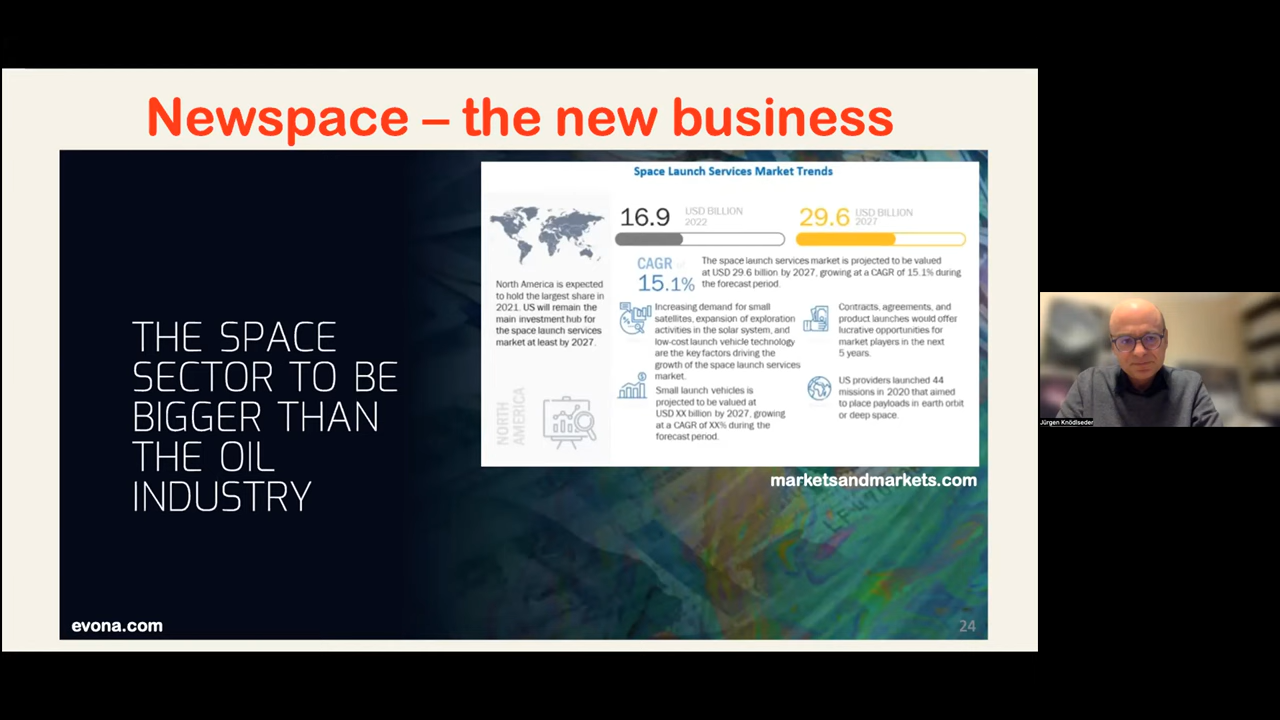 Newspace – the new business
THE SPACE
SECTOR TO BE
BIGGER THAN
THE OIL
INDUSTRY
evona.com
Space Launch Services Market Trends
North America is expected
to hold the largest share in
2021. US will remain the
main investment hub for
the space launch services
market at least by 2027.
NORTH
AMERICA
16.9 USD BILLION
2022
29.6 USD BILLION
2027
CAGR
15.1%
The space launch services market is projected to be valued
at USD 29.6 billion by 2027, growing at a CAGR of 15.1% during
the forecast period.
Increasing demand for small
satellites, expansion of exploration
activities in the solar system, and
low-cost launch vehicle technology
are the key factors driving the
growth of the space launch services
market.
Contracts, agreements, and
product launches would offer
lucrative opportunities for
market players in the next
5 years.
Small launch vehicles is
projected to be valued at
USD XX billion by 2027, growing
at a CAGR of XX% during the
forecast period.
US providers launched 44
missions in 2020 that aimed
to place payloads in earth orbit
or deep space.
marketsandmarkets.com
24
Jürgen Knödlseder